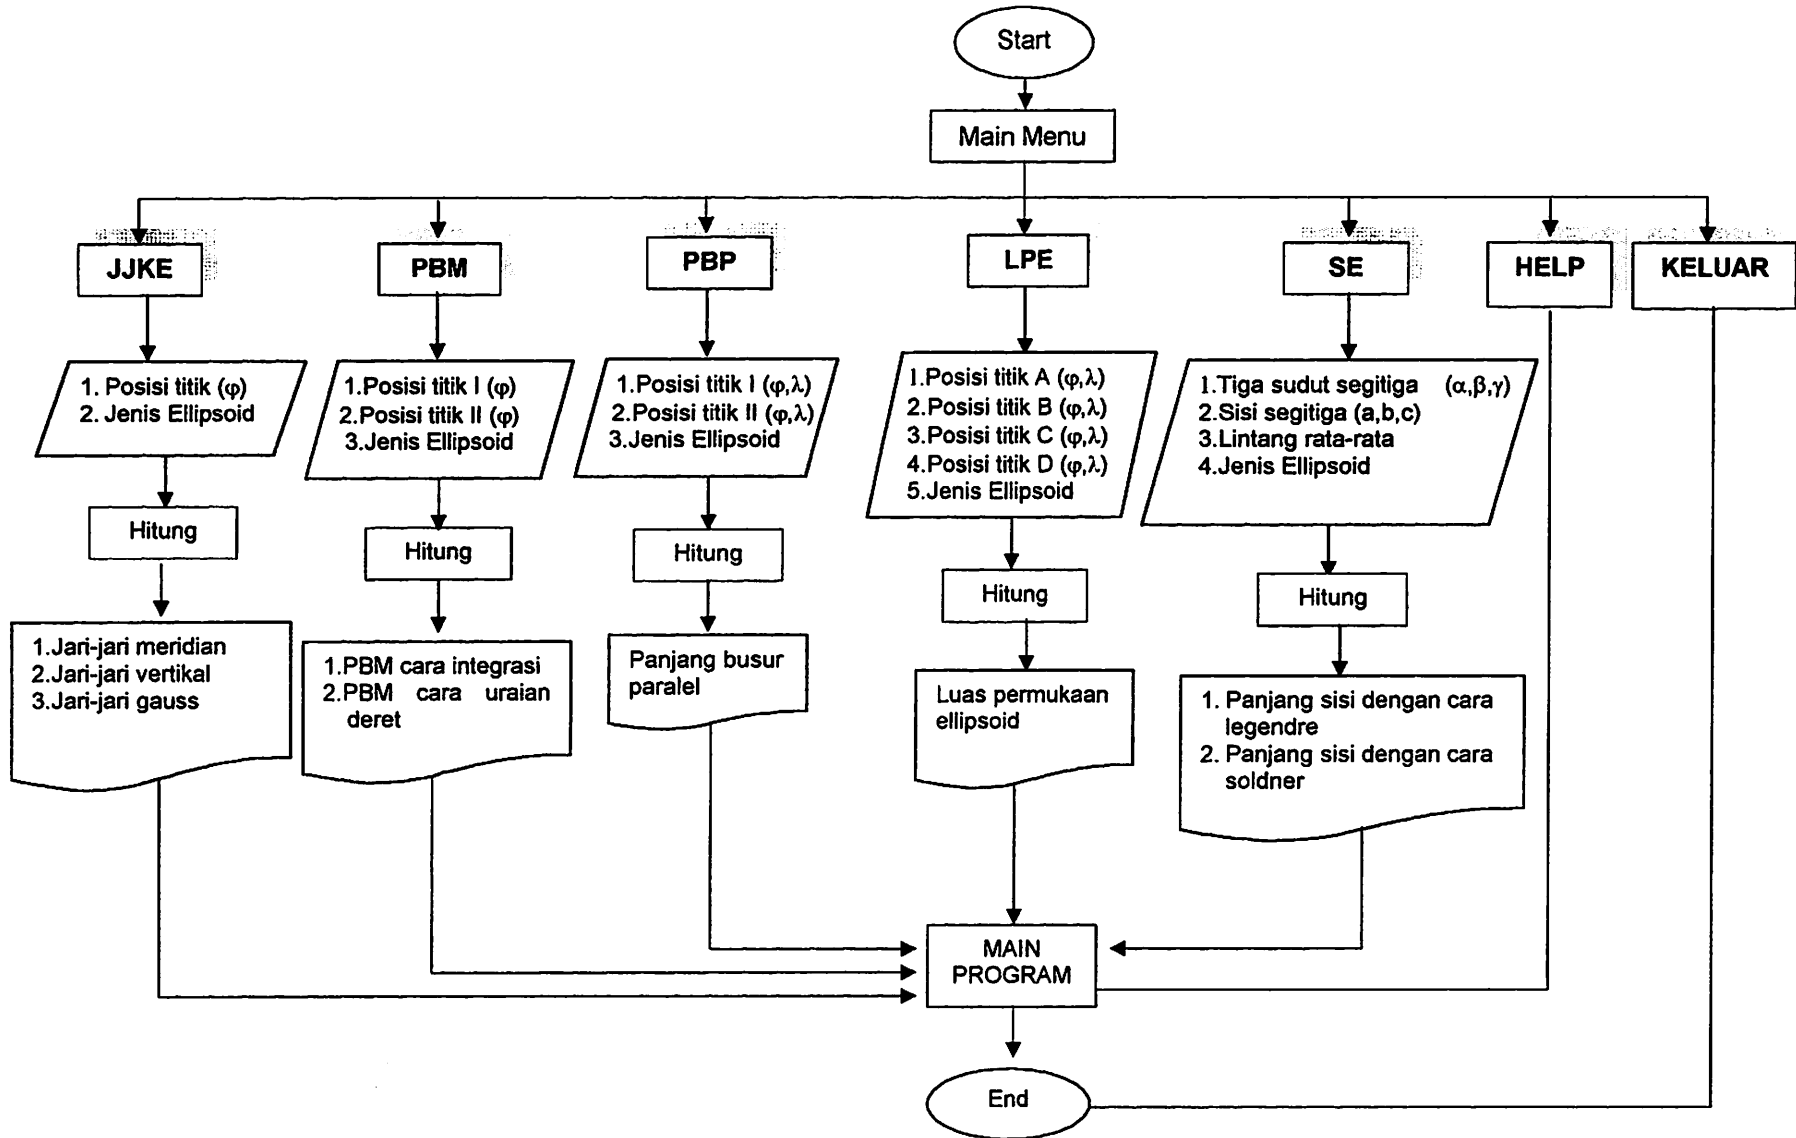 Start
Main Menu
JJKE
PBM
PBP
LPE
SE
HELP
KELUAR
1. Posisi titik (φ)
2. Jenis Ellipsoid
1.Posisi titik I (φ)
2.Posisi titik II (φ)
3.Jenis Ellipsoid
1.Posisi titik I (φ,λ)
2.Posisi titik II (φ,λ)
3.Jenis Ellipsoid
1.Posisi titik A (φ,λ)
2.Posisi titik B (φ,λ)
3.Posisi titik C (φ,λ)
4.Posisi titik D (φ,λ)
5.Jenis Ellipsoid
1.Tiga sudut segitiga (α,β,γ)
2.Sisi segitiga (a,b,c)
3.Lintang rata-rata
4.Jenis Ellipsoid
Hitung
Hitung
Hitung
Hitung
Hitung
1.Jari-jari meridian
2.Jari-jari vertikal
3.Jari-jari gauss
1.PBM cara integrasi
2.PBM cara uraian
deret
Panjang busur
paralel
Luas permukaan
ellipsoid
1. Panjang sisi dengan cara
legendre
2. Panjang sisi dengan cara
soldner
MAIN
PROGRAM
End